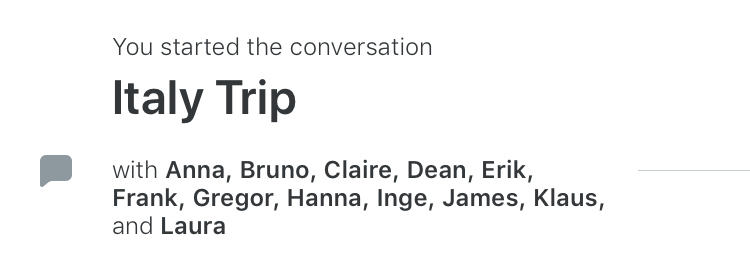 You started the conversation
Italy Trip
with Anna, Bruno, Claire, Dean, Erik,
Frank, Gregor, Hanna, Inge, James, Klaus,
and Laura